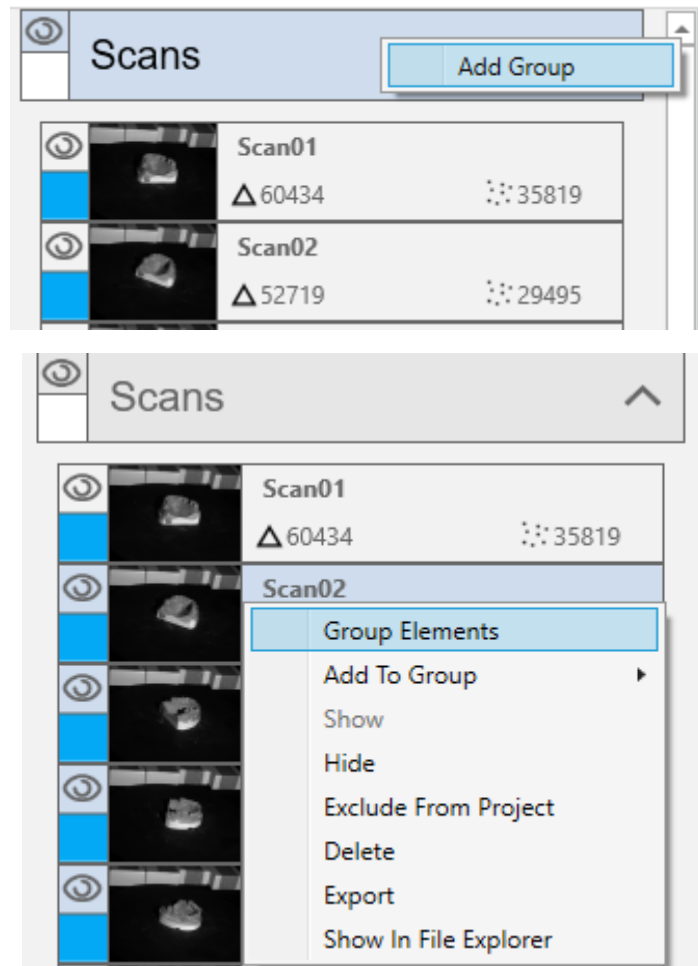 Scans
Add Group
Scan01
60434 35819
Scan02
52719 29495
Scans
Scan01
60434 35819
Scan02
Group Elements
Add To Group
Show
Hide
Exclude From Project
Delete
Export
Show In File Explorer